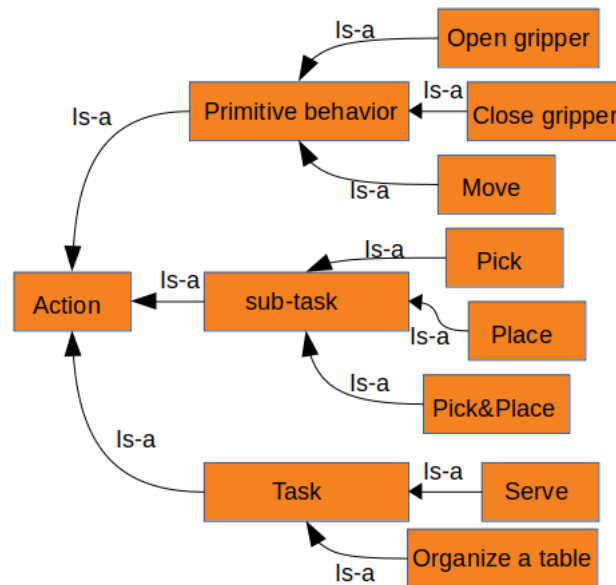 Is-a
Open gripper
Primitive behavior
Is-a
Close gripper
Is-a
Is-a
Move
Is-a
Pick
Action
Is-a
sub-task
Is-a
Place
Is-a
Pick&Place
Is-a
Task
Is-a
Serve
Is-a
Organize a table